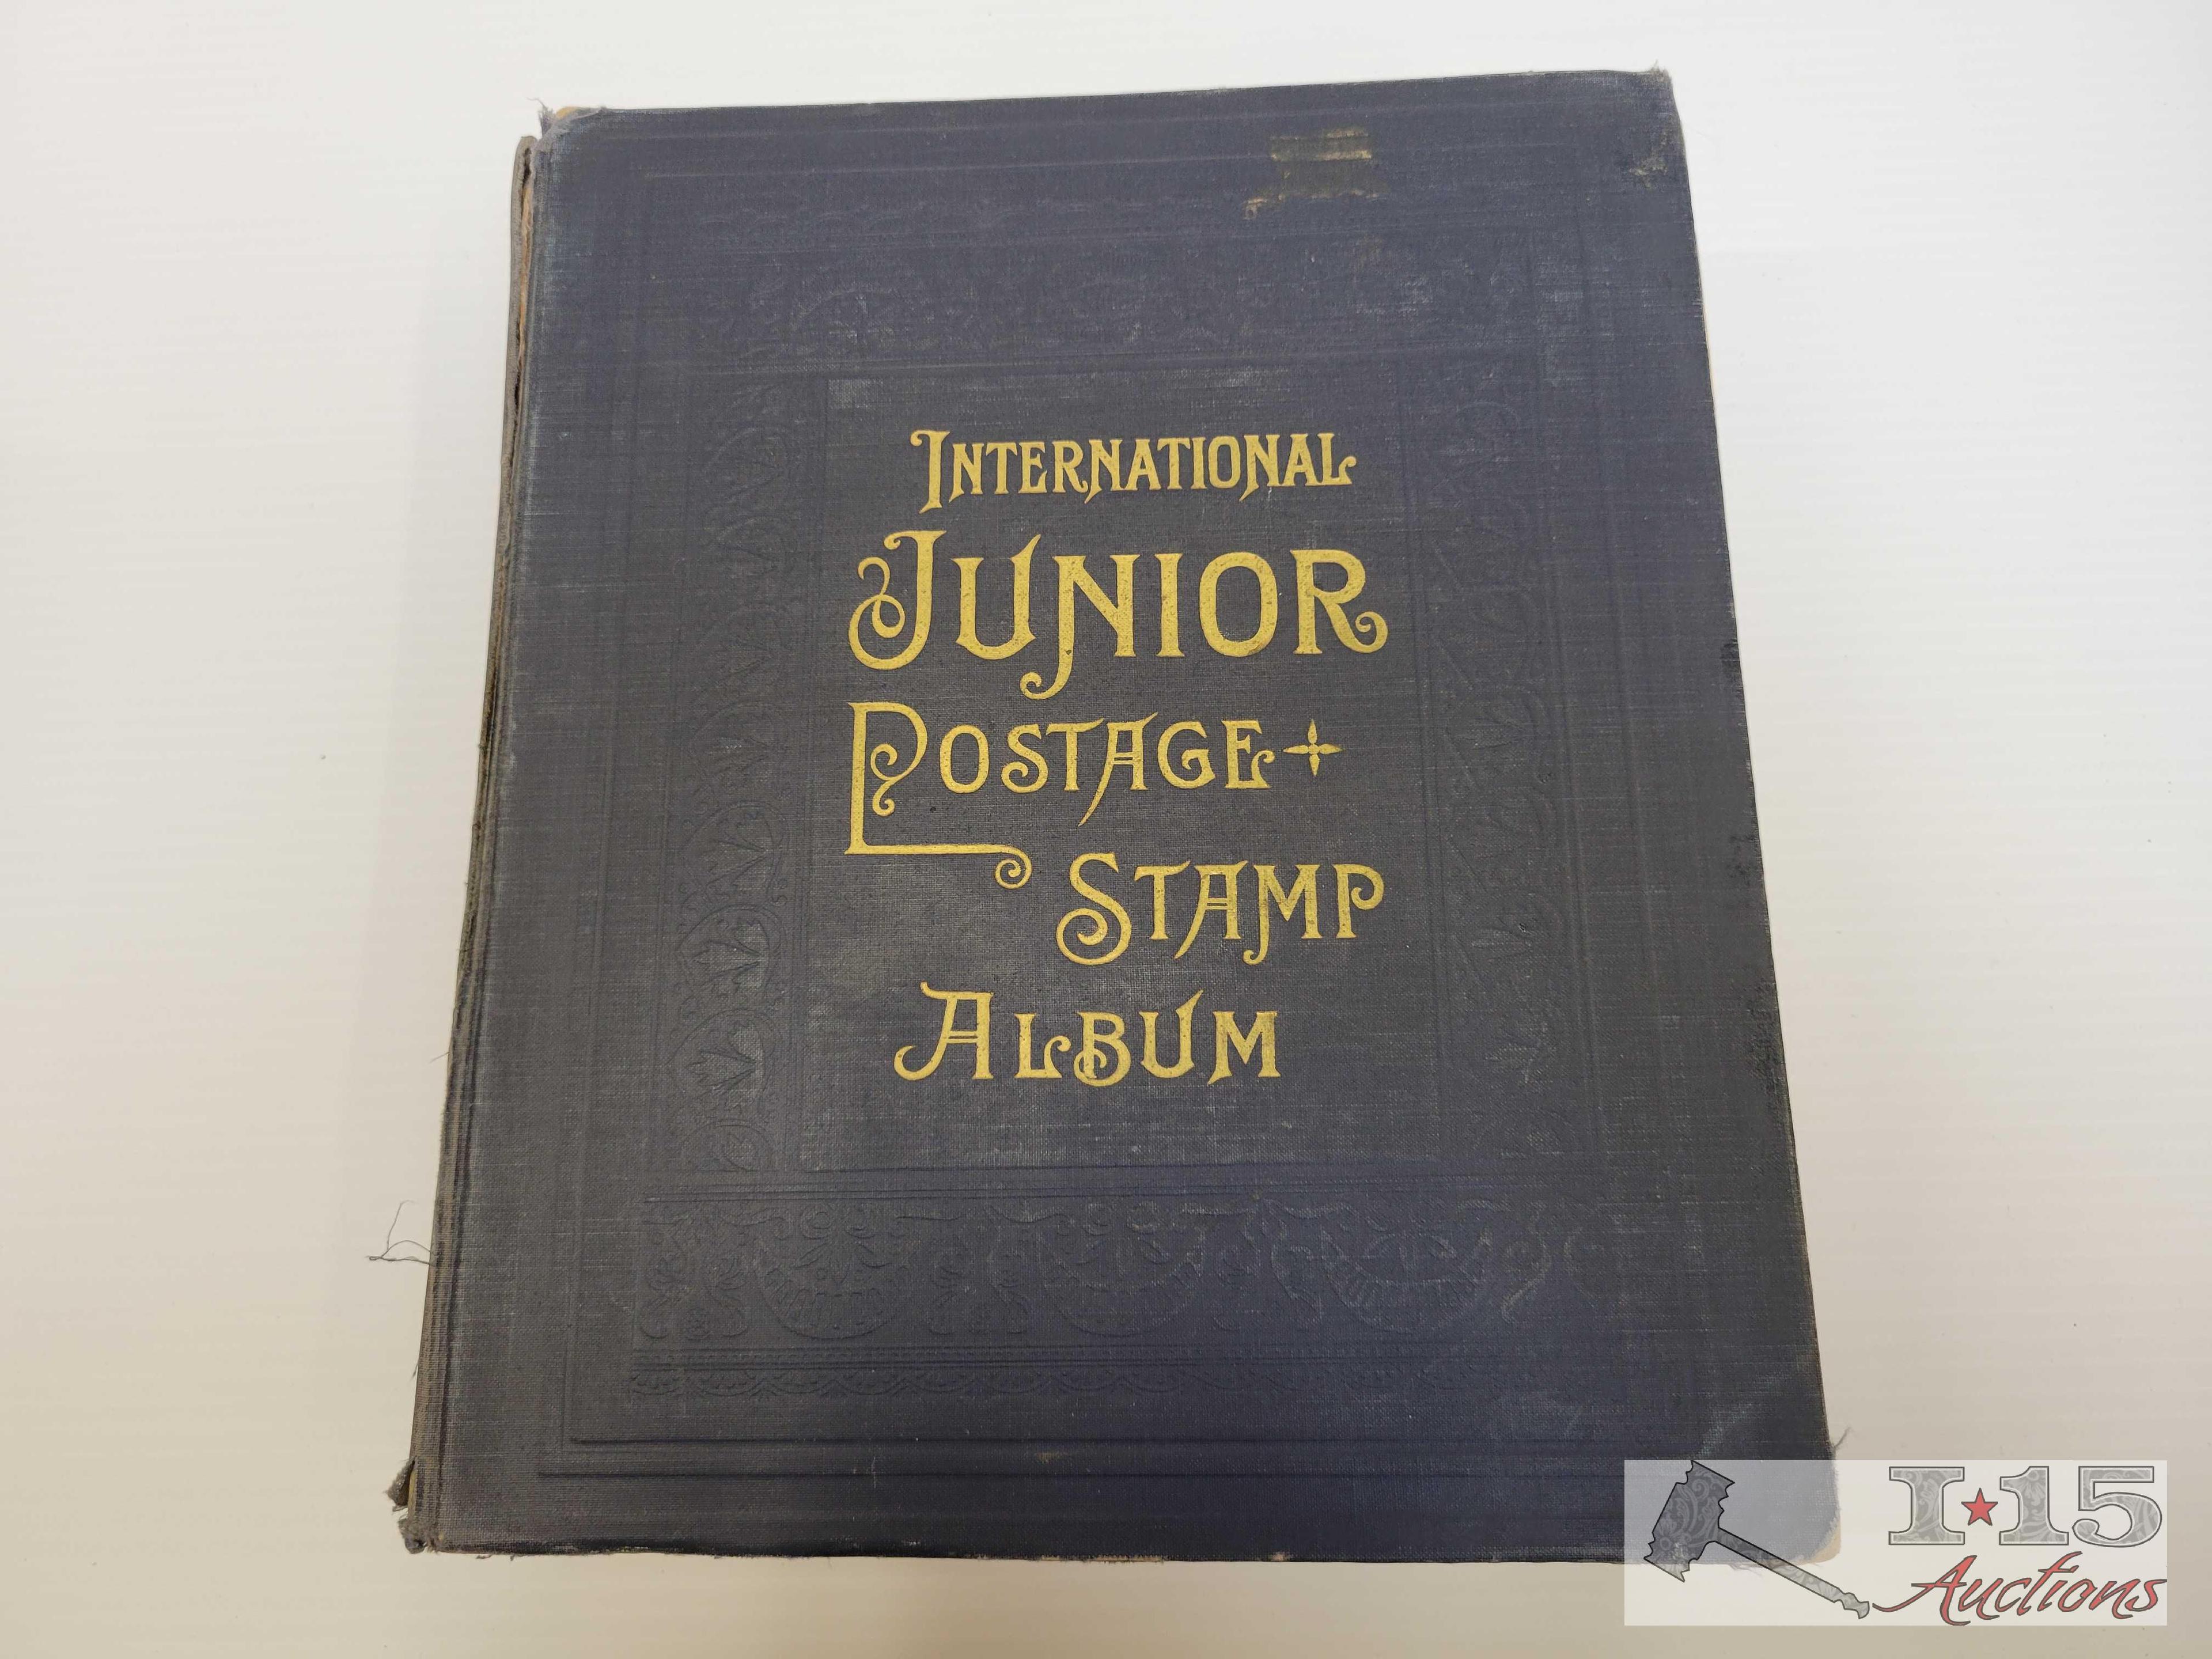 INTERNATIONAL
JUNIOR
POSTAGE
STAMP
ALBUM
I★15
Auctions